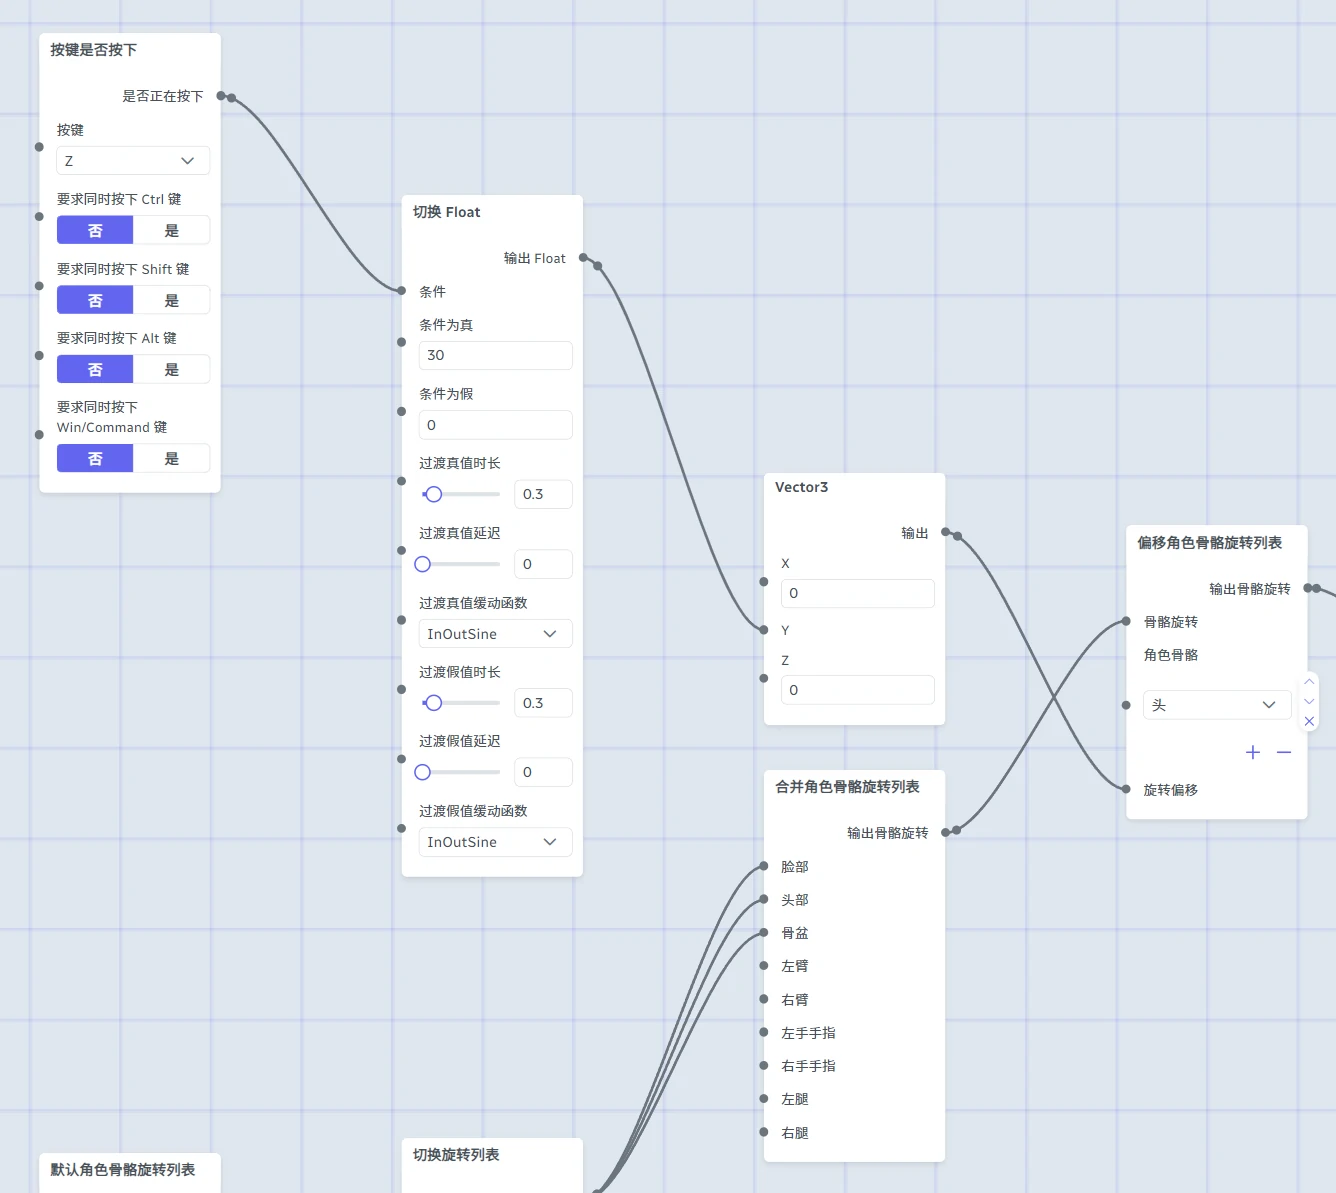 按键是否按下
是否正在按下
按键
Z
要求同时按下 Ctrl 键
否
是
要求同时按下 Shift 键
否
是
要求同时按下 Alt 键
否
是
要求同时按下
Win/Command 键
否
是
切换 Float
输出 Float
条件
条件为真
30
条件为假
0
过渡真值时长
0.3
过渡真值延迟
0
过渡真值缓动函数
InOutSine
过渡假值时长
0.3
过渡假值延迟
0
过渡假值缓动函数
InOutSine
Vector3
输出
X
0
Y
Z
0
偏移角色骨骼旋转列表
输出骨骼旋转
骨骼旋转
角色骨骼
头
旋转偏移
合并角色骨骼旋转列表
输出骨骼旋转
脸部
头部
骨盆
左臂
右臂
左手手指
右手手指
左腿
右腿
默认角色骨骼旋转列表
切换旋转列表